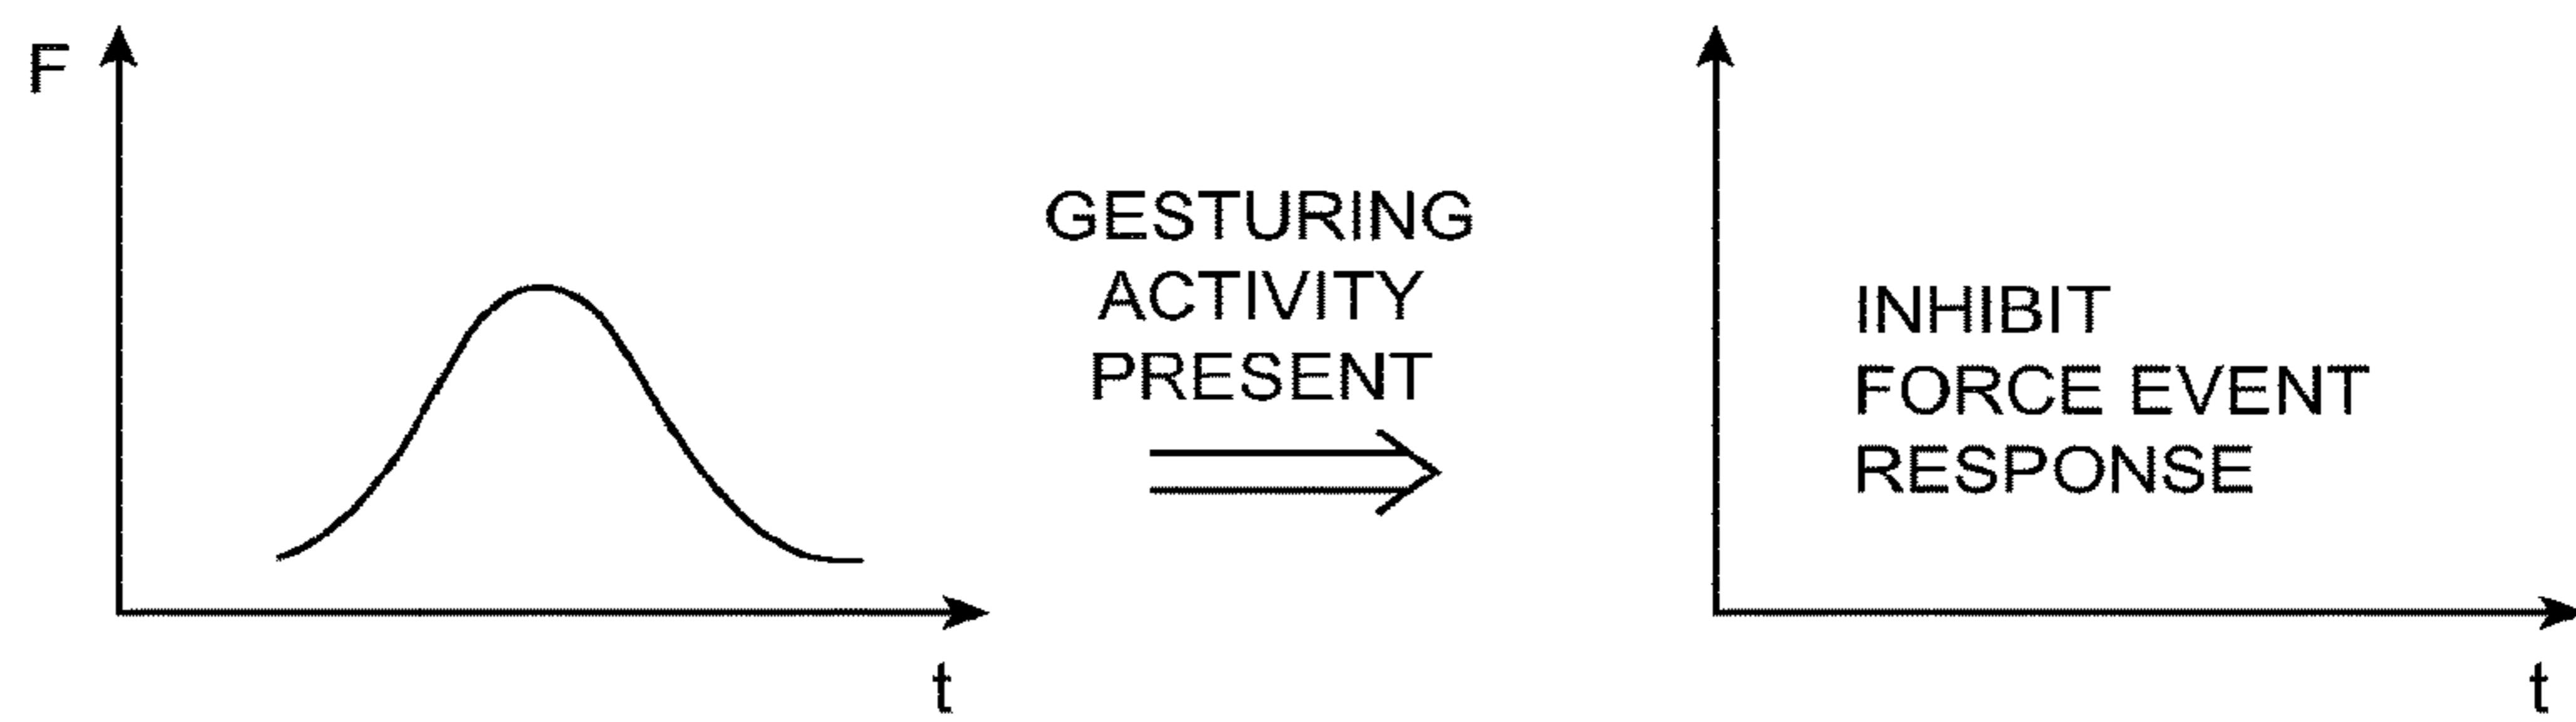 F
t
GESTURING
ACTIVITY
PRESENT
INHIBIT
FORCE EVENT
RESPONSE
t